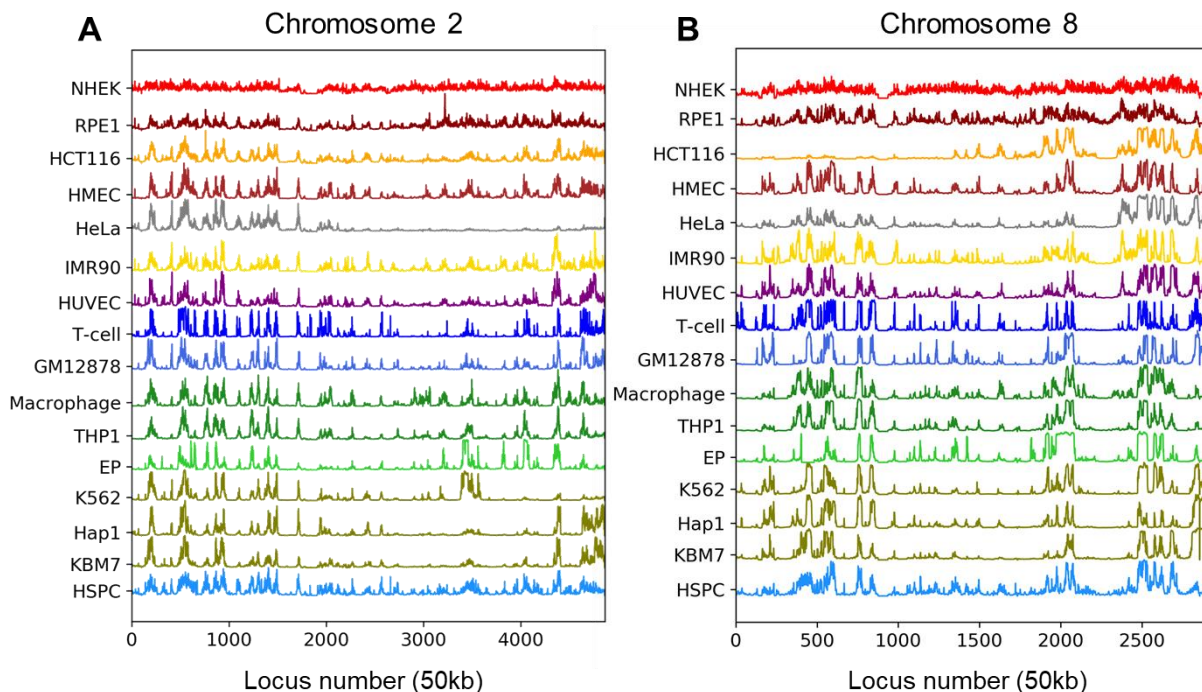 A
Chromosome 2
NHEK
RPE1
HCT116
HMEC
HeLa
IMR90
HUVEC
T-cell
GM12878
Macrophage
THP1
EP
K562
Hap1
KBM7
HSPC
0 1000 2000 3000 4000
Locus number (50kb)
B
Chromosome 8
NHEK
RPE1
HCT116
HMEC
HeLa
IMR90
HUVEC
T-cell
GM12878
Macrophage
THP1
EP
K562
Hap1
KBM7
HSPC
0 500 1000 1500 2000 2500
Locus number (50kb)